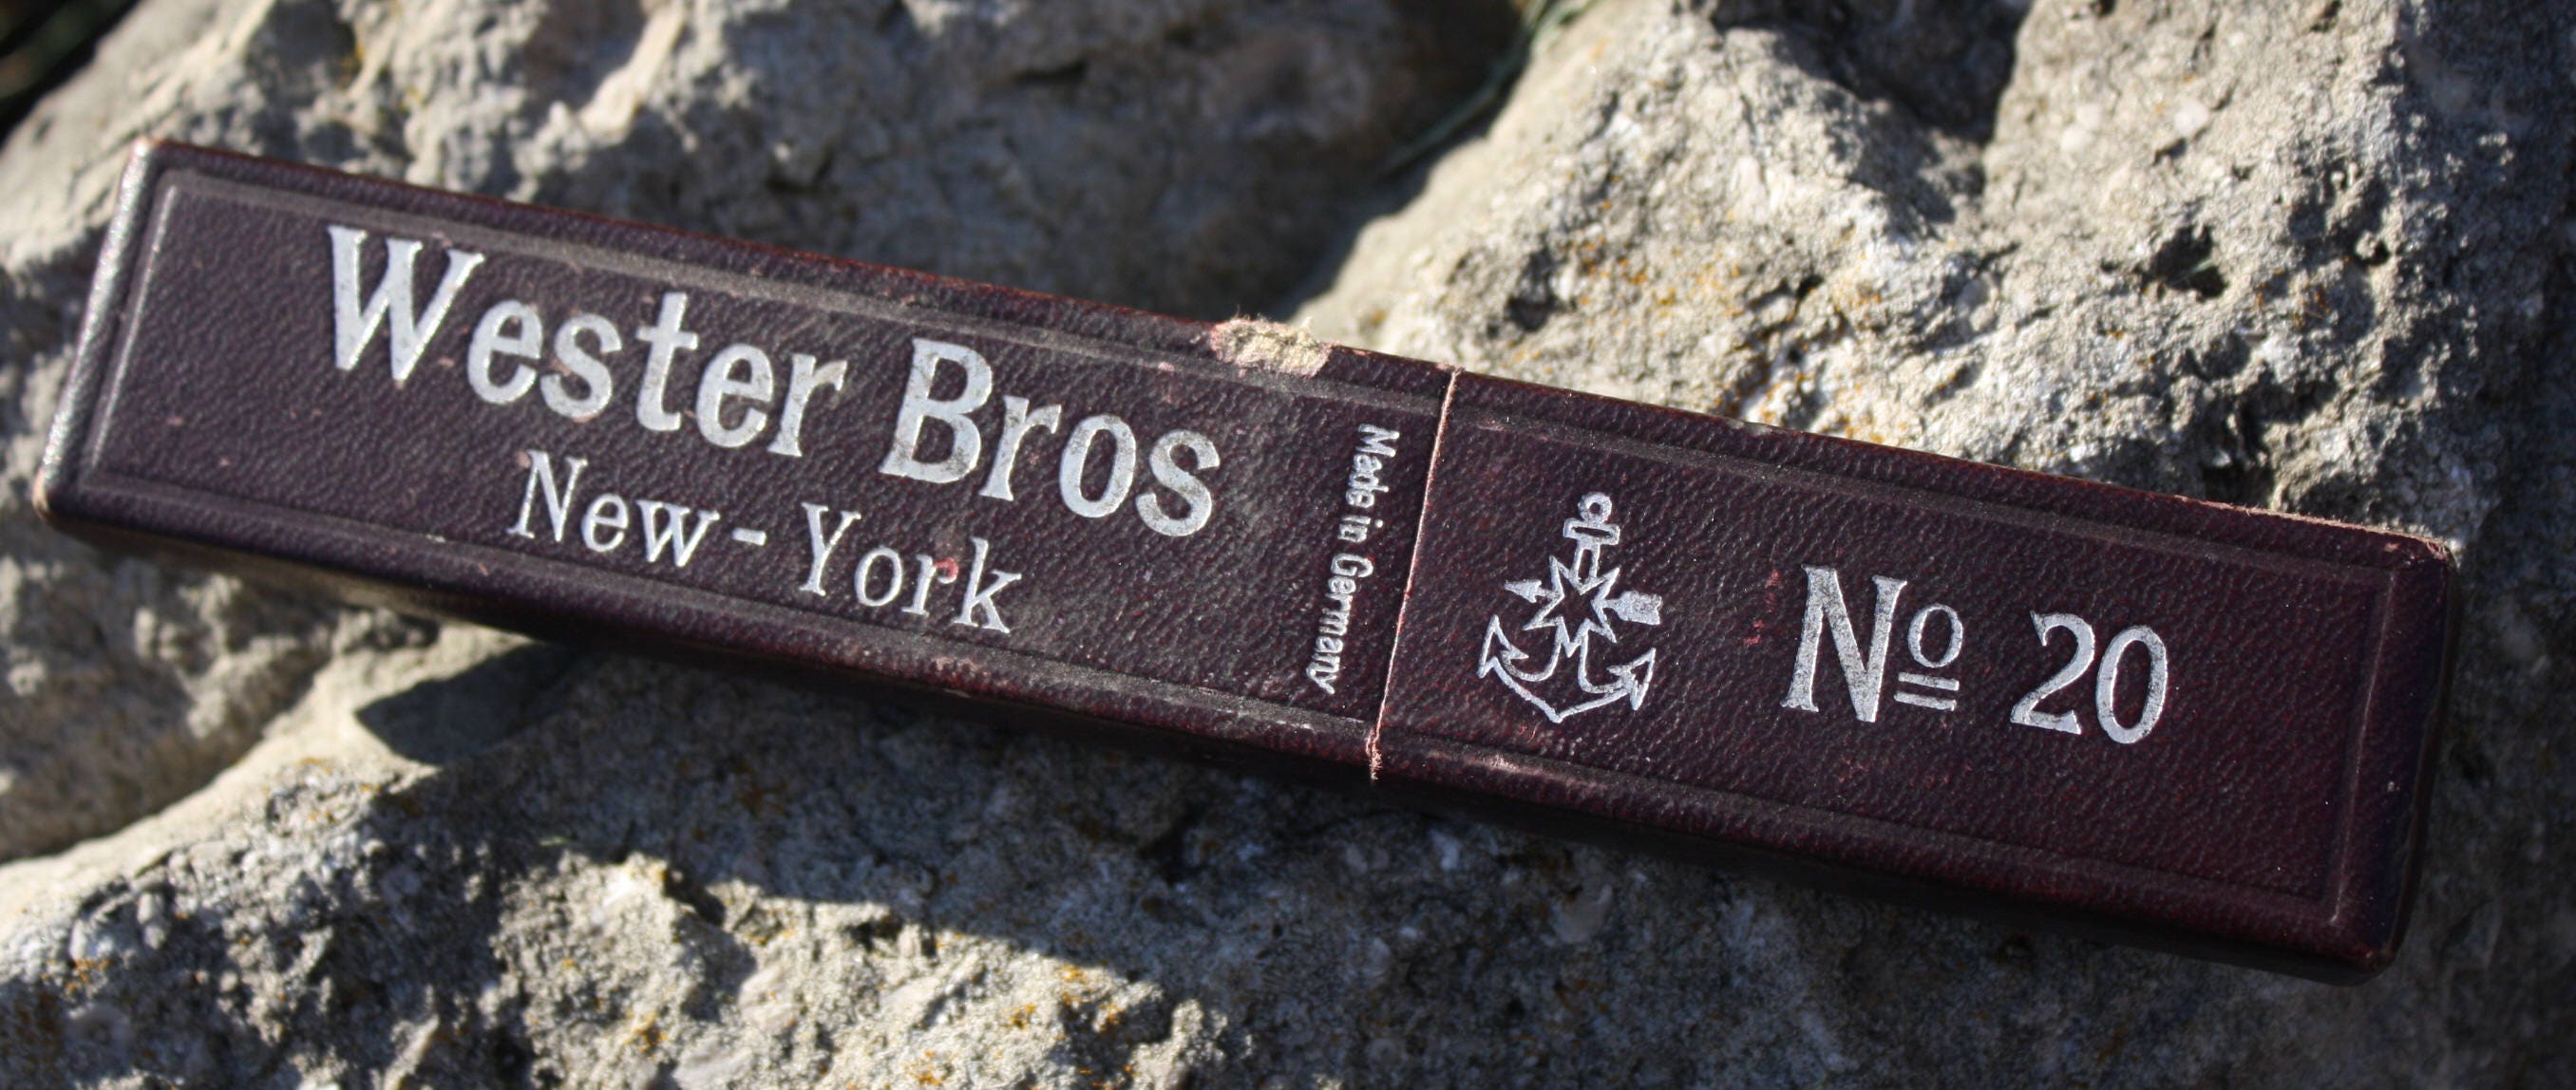 Wester Bros
New-York
Made in Germany
Nº 20